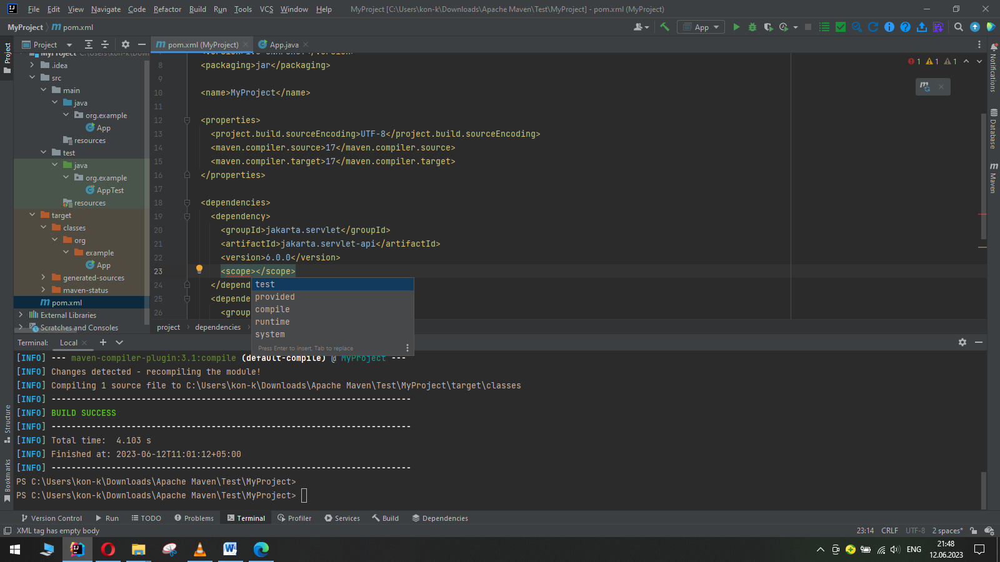 File Edit View Navigate Code Refactor Build Run Tools VCS Window Help MyProject [C:\Users\kon-k\Downloads\Apache Maven\Test\MyProject] - pom.xml (MyProject)
MyProject pom.xml
App
Project
pom.xml (MyProject)
App.java
Project
MyProject
.idea
src
main
java
org.example
App
resources
test
java
org.example
AppTest
resources
target
classes
org
example
App
generated-sources
maven-status
pom.xml
External Libraries
Scratches and Consoles
1 1 1
8 <packaging>jar</packaging>
9
10 <name>MyProject</name>
11
12 <properties>
13 <project.build.sourceEncoding>UTF-8</project.build.sourceEncoding>
14 <maven.compiler.source>17</maven.compiler.source>
15 <maven.compiler.target>17</maven.compiler.target>
16 </properties>
17
18 <dependencies>
19 <dependency>
20 <groupId>jakarta.servlet</groupId>
21 <artifactId>jakarta.servlet-api</artifactId>
22 <version>6.0.0</version>
23 <scope></scope>
24 </depend
25 <depende
26 <group
test
provided
compile
runtime
system
Press Enter to insert, Tab to replace
project dependencies
Notifications
Database
Maven
Structure
Bookmarks
Terminal: Local
[INFO] --- maven-compiler-plugin:3.1:compile (default-compile) @ MyProject ---
[INFO] Changes detected - recompiling the module!
[INFO] Compiling 1 source file to C:\Users\kon-k\Downloads\Apache Maven\Test\MyProject\target\classes
[INFO] ------------------------------------------------------------------------
[INFO] BUILD SUCCESS
[INFO] ------------------------------------------------------------------------
[INFO] Total time:  4.103 s
[INFO] Finished at: 2023-06-12T11:01:12+05:00
[INFO] ------------------------------------------------------------------------
PS C:\Users\kon-k\Downloads\Apache Maven\Test\MyProject>
PS C:\Users\kon-k\Downloads\Apache Maven\Test\MyProject>
Version Control Run TODO Problems Terminal Profiler Services Build Dependencies
XML tag has empty body
23:14 CRLF UTF-8 2 spaces*
ENG
21:48
12.06.2023